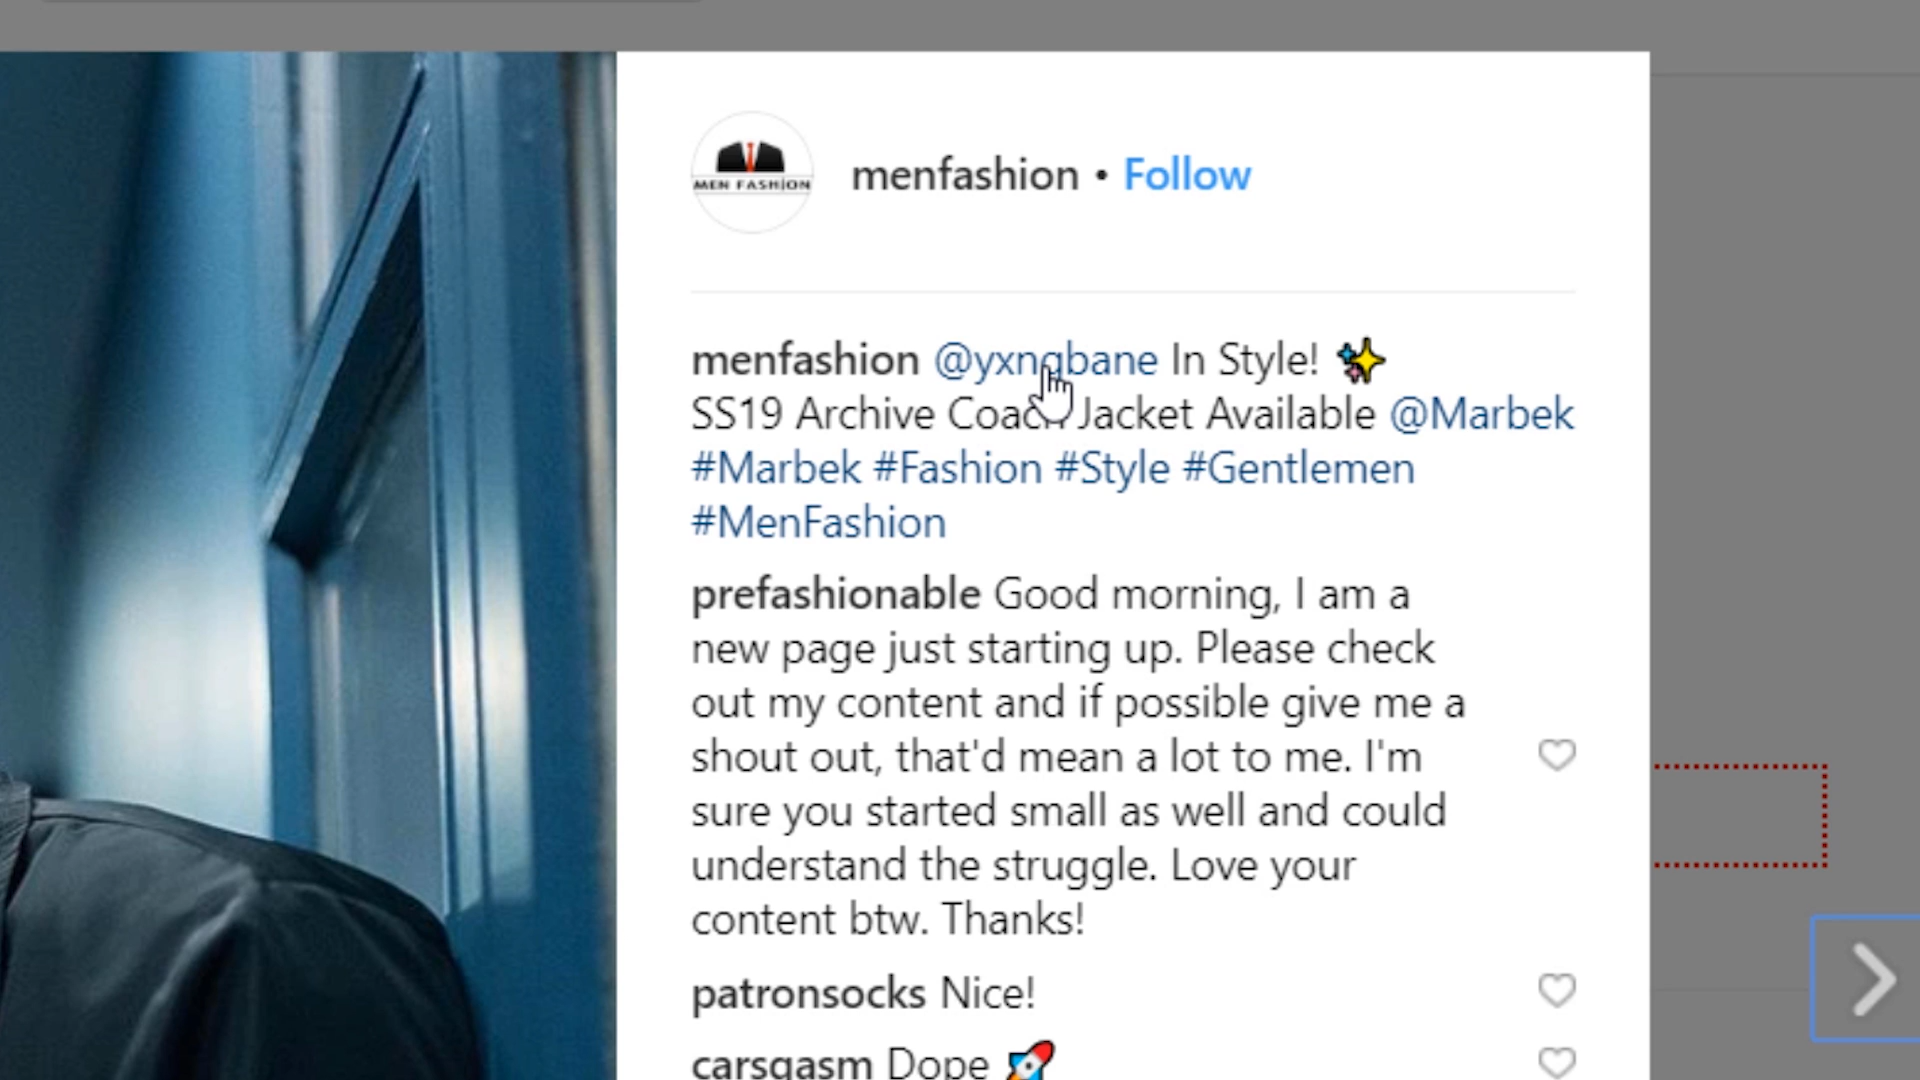 MEN FASHION
menfashion • Follow
menfashion @yxngbane In Style! ✨
SS19 Archive Coach Jacket Available @Marbek
#Marbek #Fashion #Style #Gentlemen
#MenFashion
prefashionable Good morning, I am a
new page just starting up. Please check
out my content and if possible give me a
shout out, that'd mean a lot to me. I'm
sure you started small as well and could
understand the struggle. Love your
content btw. Thanks!
patronsocks Nice!
carsgasm Dope 🚀